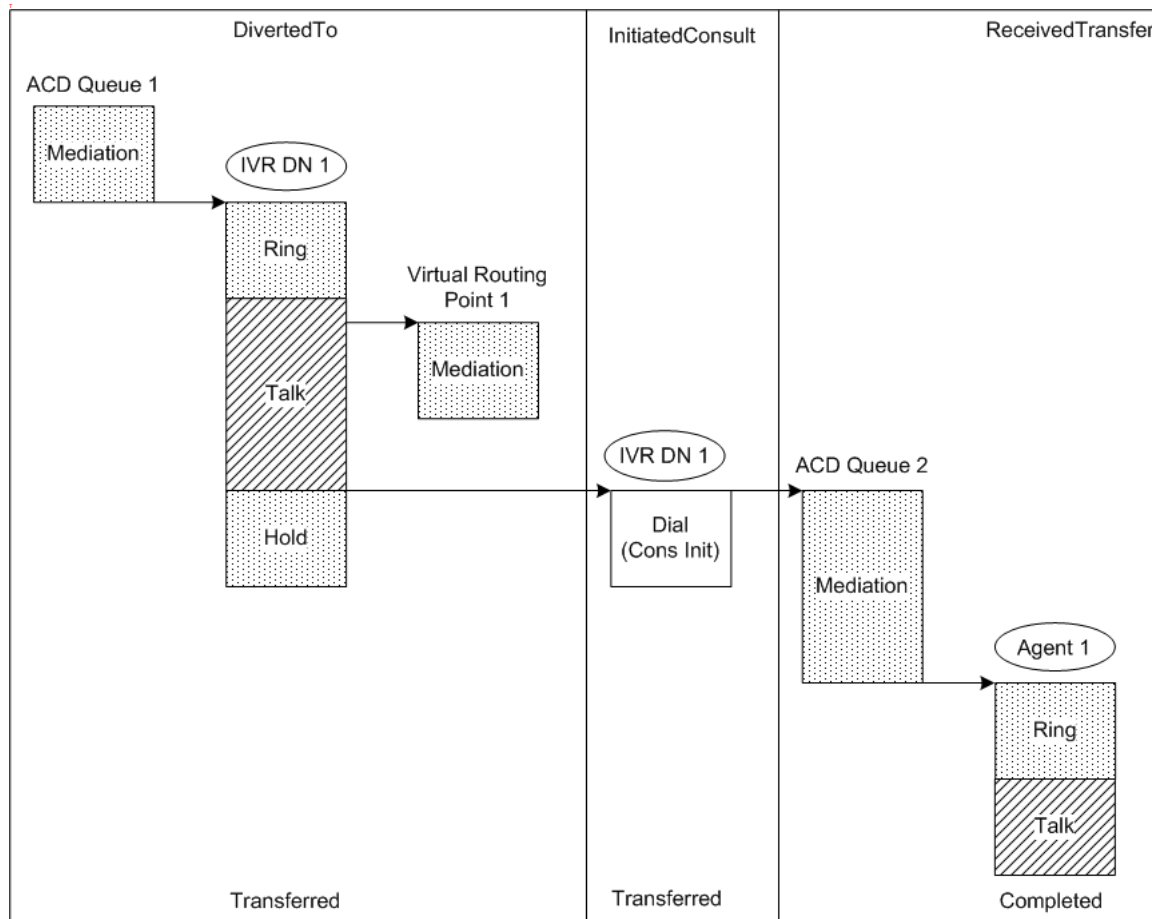 DivertedTo
InitiatedConsult
ReceivedTransfer
ACD Queue 1
Mediation
IVR DN 1
Ring
Virtual Routing
Point 1
Mediation
Talk
IVR DN 1
ACD Queue 2
Hold
Dial
(Cons Init)
Mediation
Agent 1
Ring
Talk
Transferred
Transferred
Completed